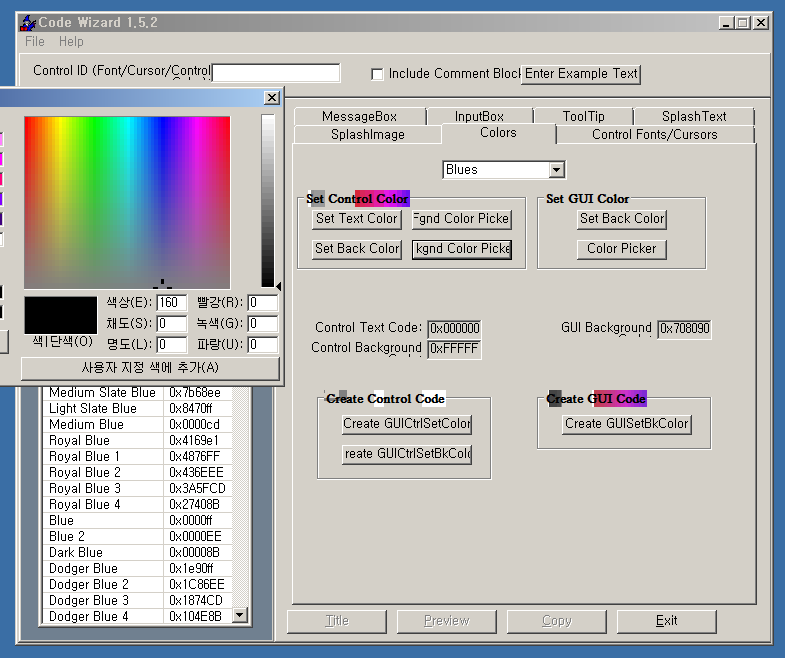 Code Wizard 1.5.2
File Help
Control ID (Font/Cursor/Control
Include Comment Block
Enter Example Text
MessageBox InputBox ToolTip SplashText
SplashImage Colors Control Fonts/Cursors
Blues
Set Control Color
Set GUI Color
Set Text Color
Fgnd Color Picke
Set Back Color
Set Back Color
kgnd Color Picke
Color Picker
Control Text Code: 0x000000
GUI Background 0x708090
Control Background 0xFFFFF
Create Control Code
Create GUI Code
Create GUICtrlSetColor
Create GUISetBkColor
reate GUICtrlSetBkColo
색상(E): 160 빨강(R): 0
채도(S): 0 녹색(G): 0
색|단색(O) 명도(L): 0 파랑(U): 0
사용자 지정 색에 추가(A)
Medium Slate Blue 0x7b68ee
Light Slate Blue 0x8470ff
Medium Blue 0x0000cd
Royal Blue 0x4169e1
Royal Blue 1 0x4876FF
Royal Blue 2 0x436EEE
Royal Blue 3 0x3A5FCD
Royal Blue 4 0x27408B
Blue 0x0000ff
Blue 2 0x0000EE
Dark Blue 0x00008B
Dodger Blue 0x1e90ff
Dodger Blue 2 0x1C86EE
Dodger Blue 3 0x1874CD
Dodger Blue 4 0x104E8B
Title Preview Copy Exit